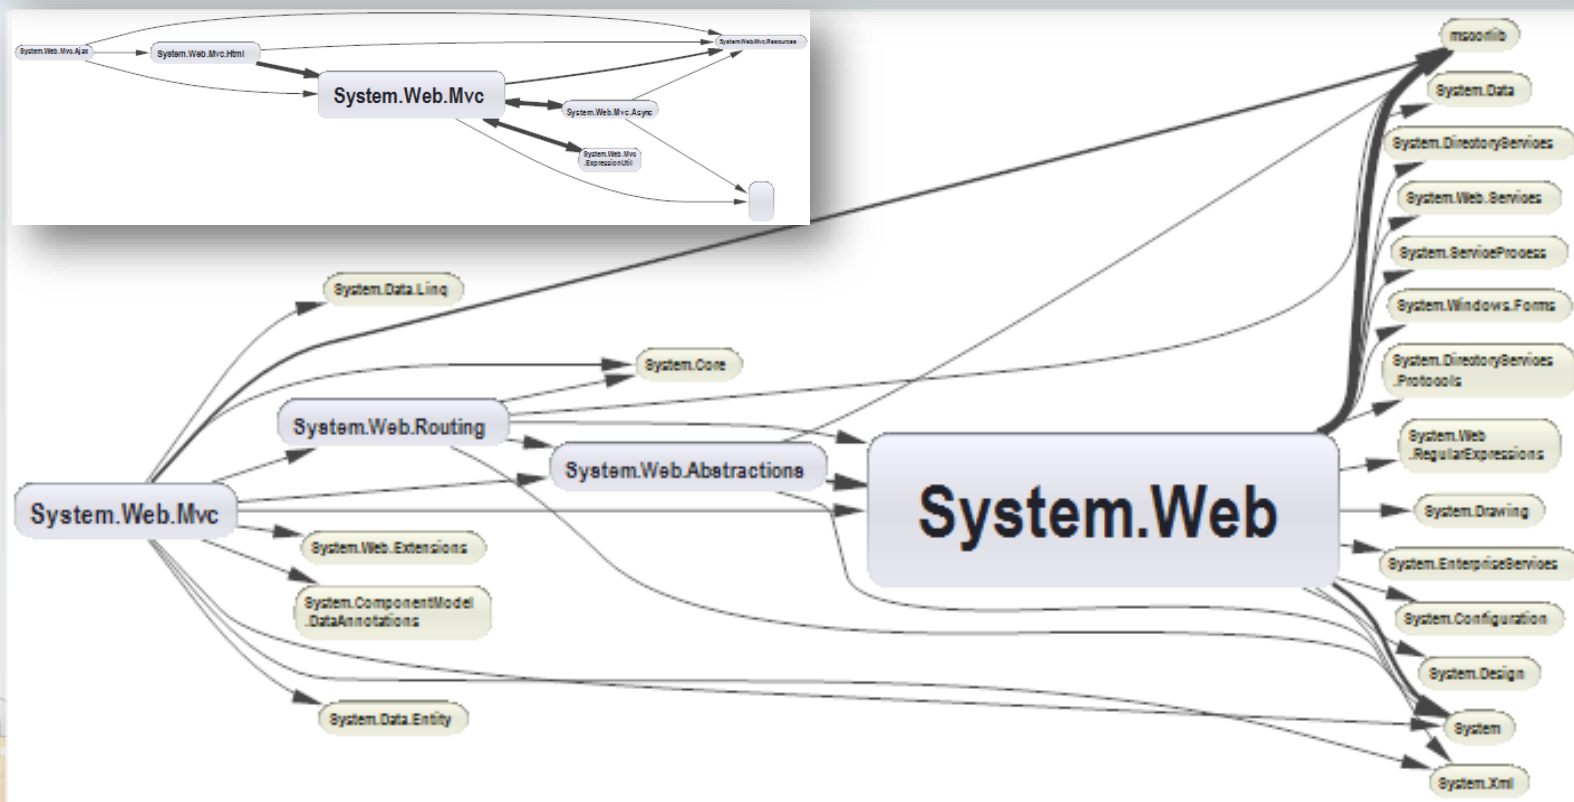 System.Web.Mvc.Ajax
System.Web.Mvc.Html
System.Web.Mvc.Resources
System.Web.Mvc
System.Web.Mvc.Async
System.Web.Mvc
.ExpressionUtil
mscorlib
System.Data
System.DirectoryServices
System.Web.Services
System.ServiceProcess
System.Windows.Forms
System.DirectoryServices
.Protocols
System.Web
.RegularExpressions
System.Drawing
System.EnterpriseServices
System.Configuration
System.Design
System
System.Xml
System.Data.Linq
System.Core
System.Web.Routing
System.Web.Abstractions
System.Web
System.Web.Mvc
System.Web.Extensions
System.ComponentModel
.DataAnnotations
System.Data.Entity